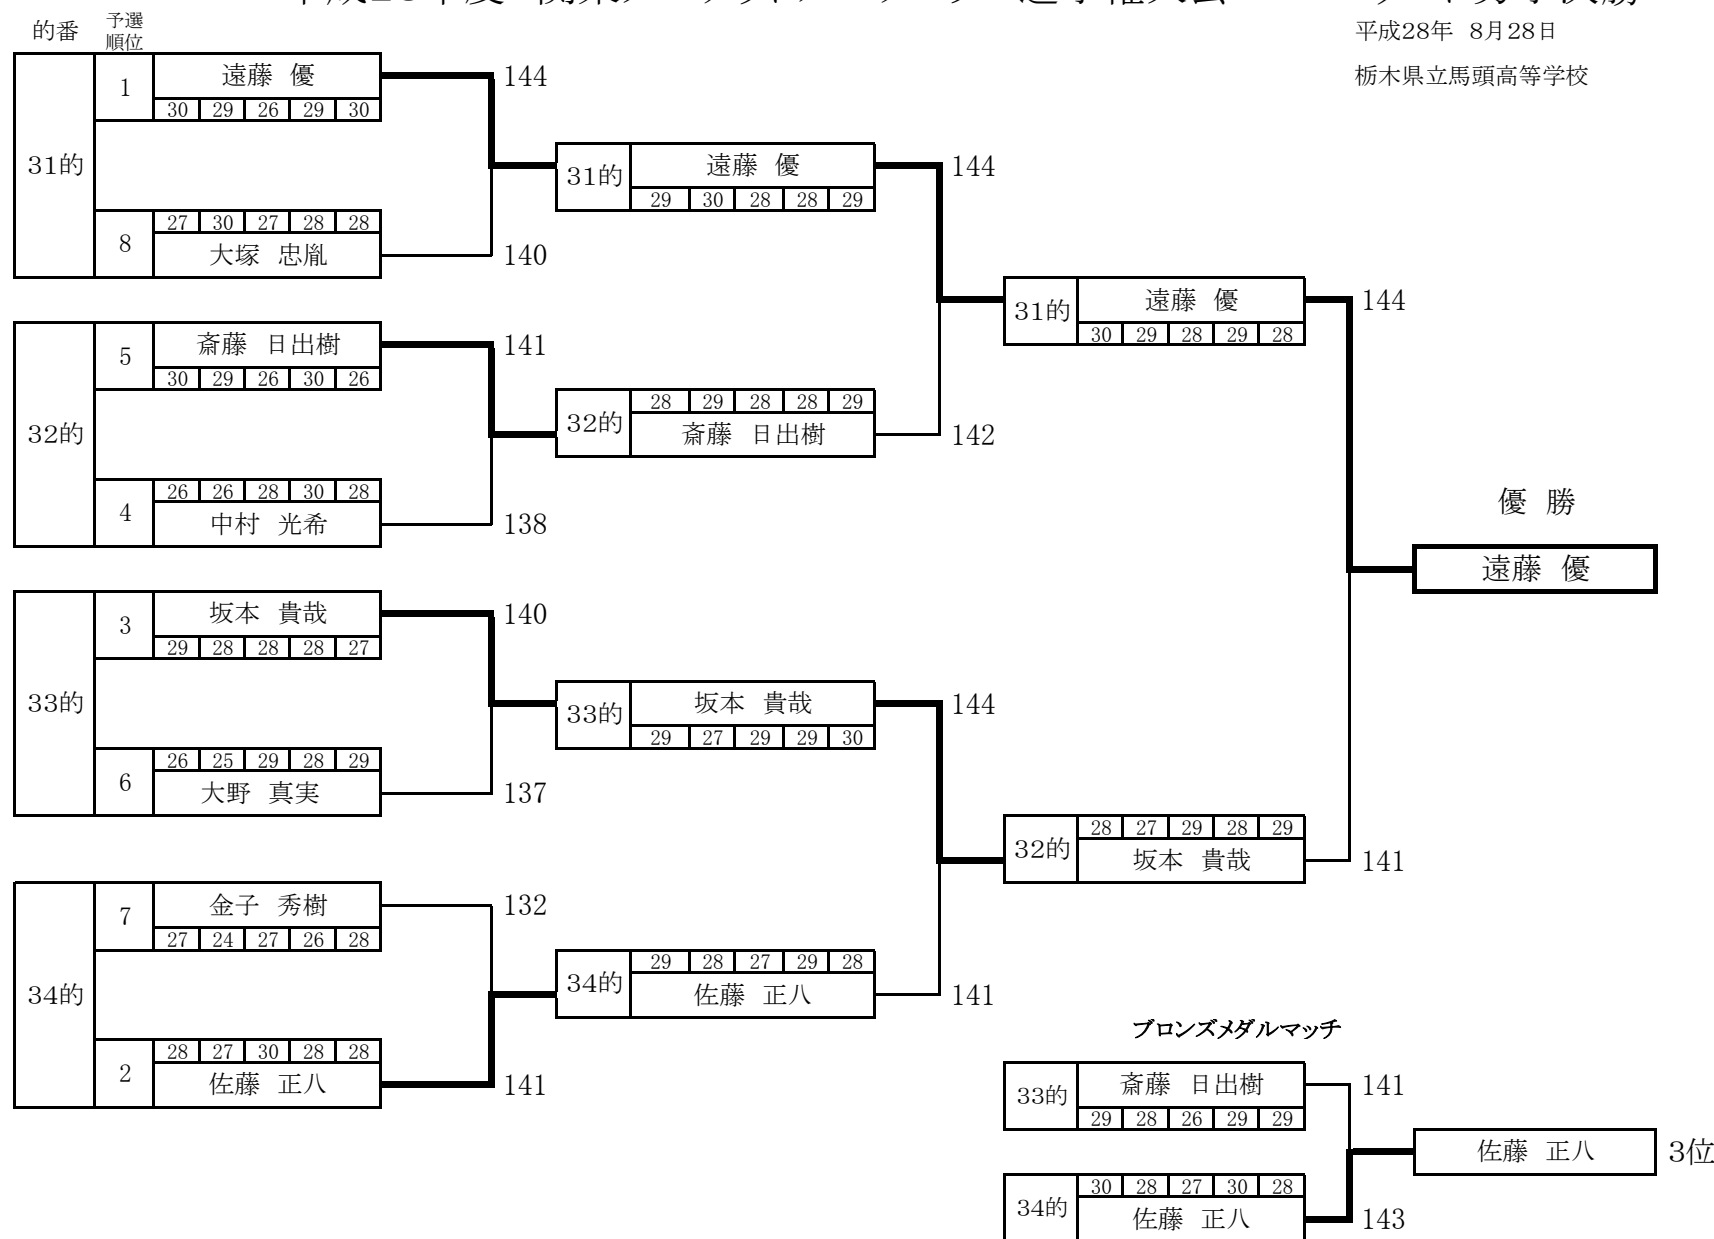 的番
予選
順位
平成28年 8月28日
栃木県立馬頭高等学校
31的
1
遠藤 優
30 29 26 29 30
144
8
27 30 27 28 28
大塚 忠胤
140
32的
5
斎藤 日出樹
30 29 26 30 26
141
4
26 26 28 30 28
中村 光希
138
33的
3
坂本 貴哉
29 28 28 28 27
140
6
26 25 29 28 29
大野 真実
137
34的
7
金子 秀樹
27 24 27 26 28
132
2
28 27 30 28 28
佐藤 正八
141
31的
遠藤 優
29 30 28 28 29
144
32的
28 29 28 28 29
斎藤 日出樹
142
33的
坂本 貴哉
29 27 29 29 30
144
34的
29 28 27 29 28
佐藤 正八
141
31的
遠藤 優
30 29 28 29 28
144
32的
28 27 29 28 29
坂本 貴哉
141
優 勝
遠藤 優
ブロンズメダルマッチ
33的
斎藤 日出樹
29 28 26 29 29
141
34的
30 28 27 30 28
佐藤 正八
143
佐藤 正八
3位